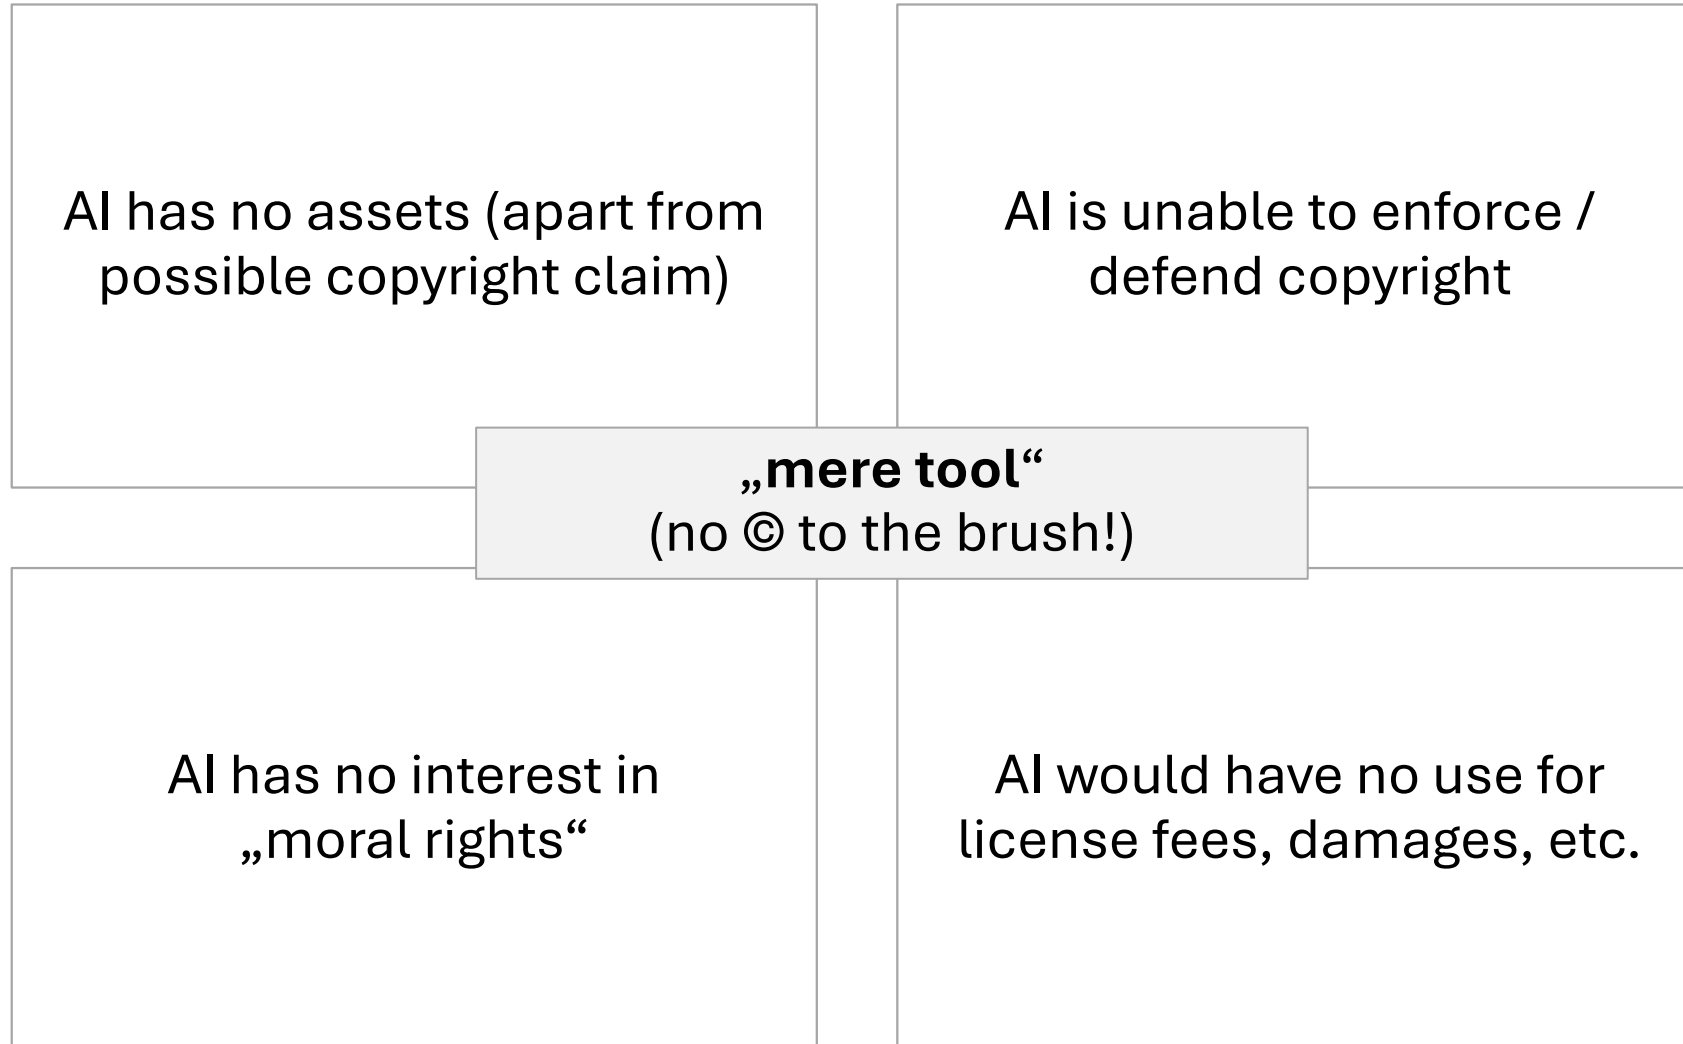 AI has no assets (apart from
possible copyright claim)
AI is unable to enforce /
defend copyright
„mere tool“
(no © to the brush!)
AI has no interest in
„moral rights“
AI would have no use for
license fees, damages, etc.